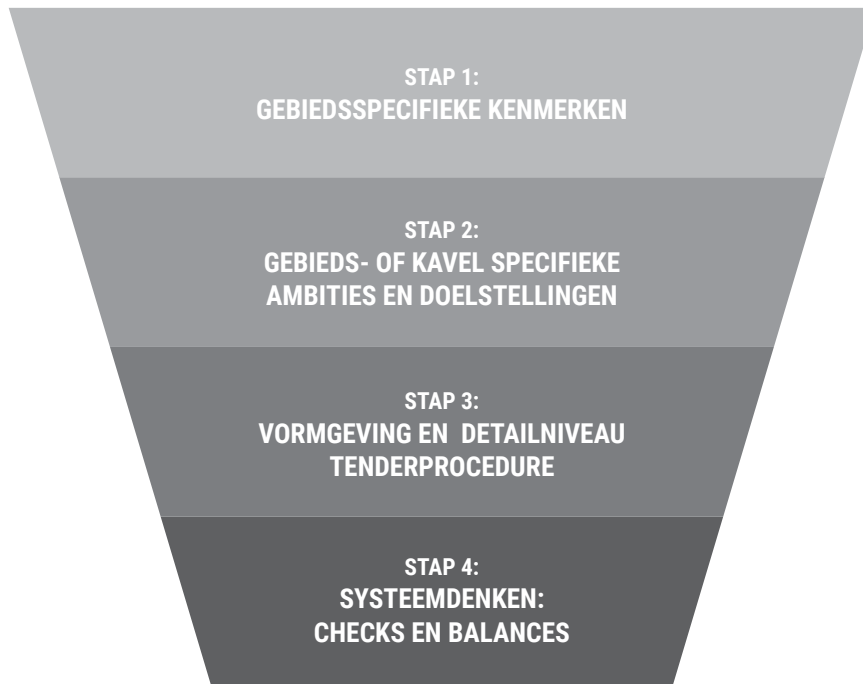 STAP 1:
GEBIEDSSPECIFIEKE KENMERKEN
STAP 2:
GEBIEDS- OF KAVEL SPECIFIEKE
AMBITIES EN DOELSTELLINGEN
STAP 3:
VORMGEVING EN DETAILNIVEAU
TENDERPROCEDURE
STAP 4:
SYSTEEMDENKEN:
CHECKS EN BALANCES